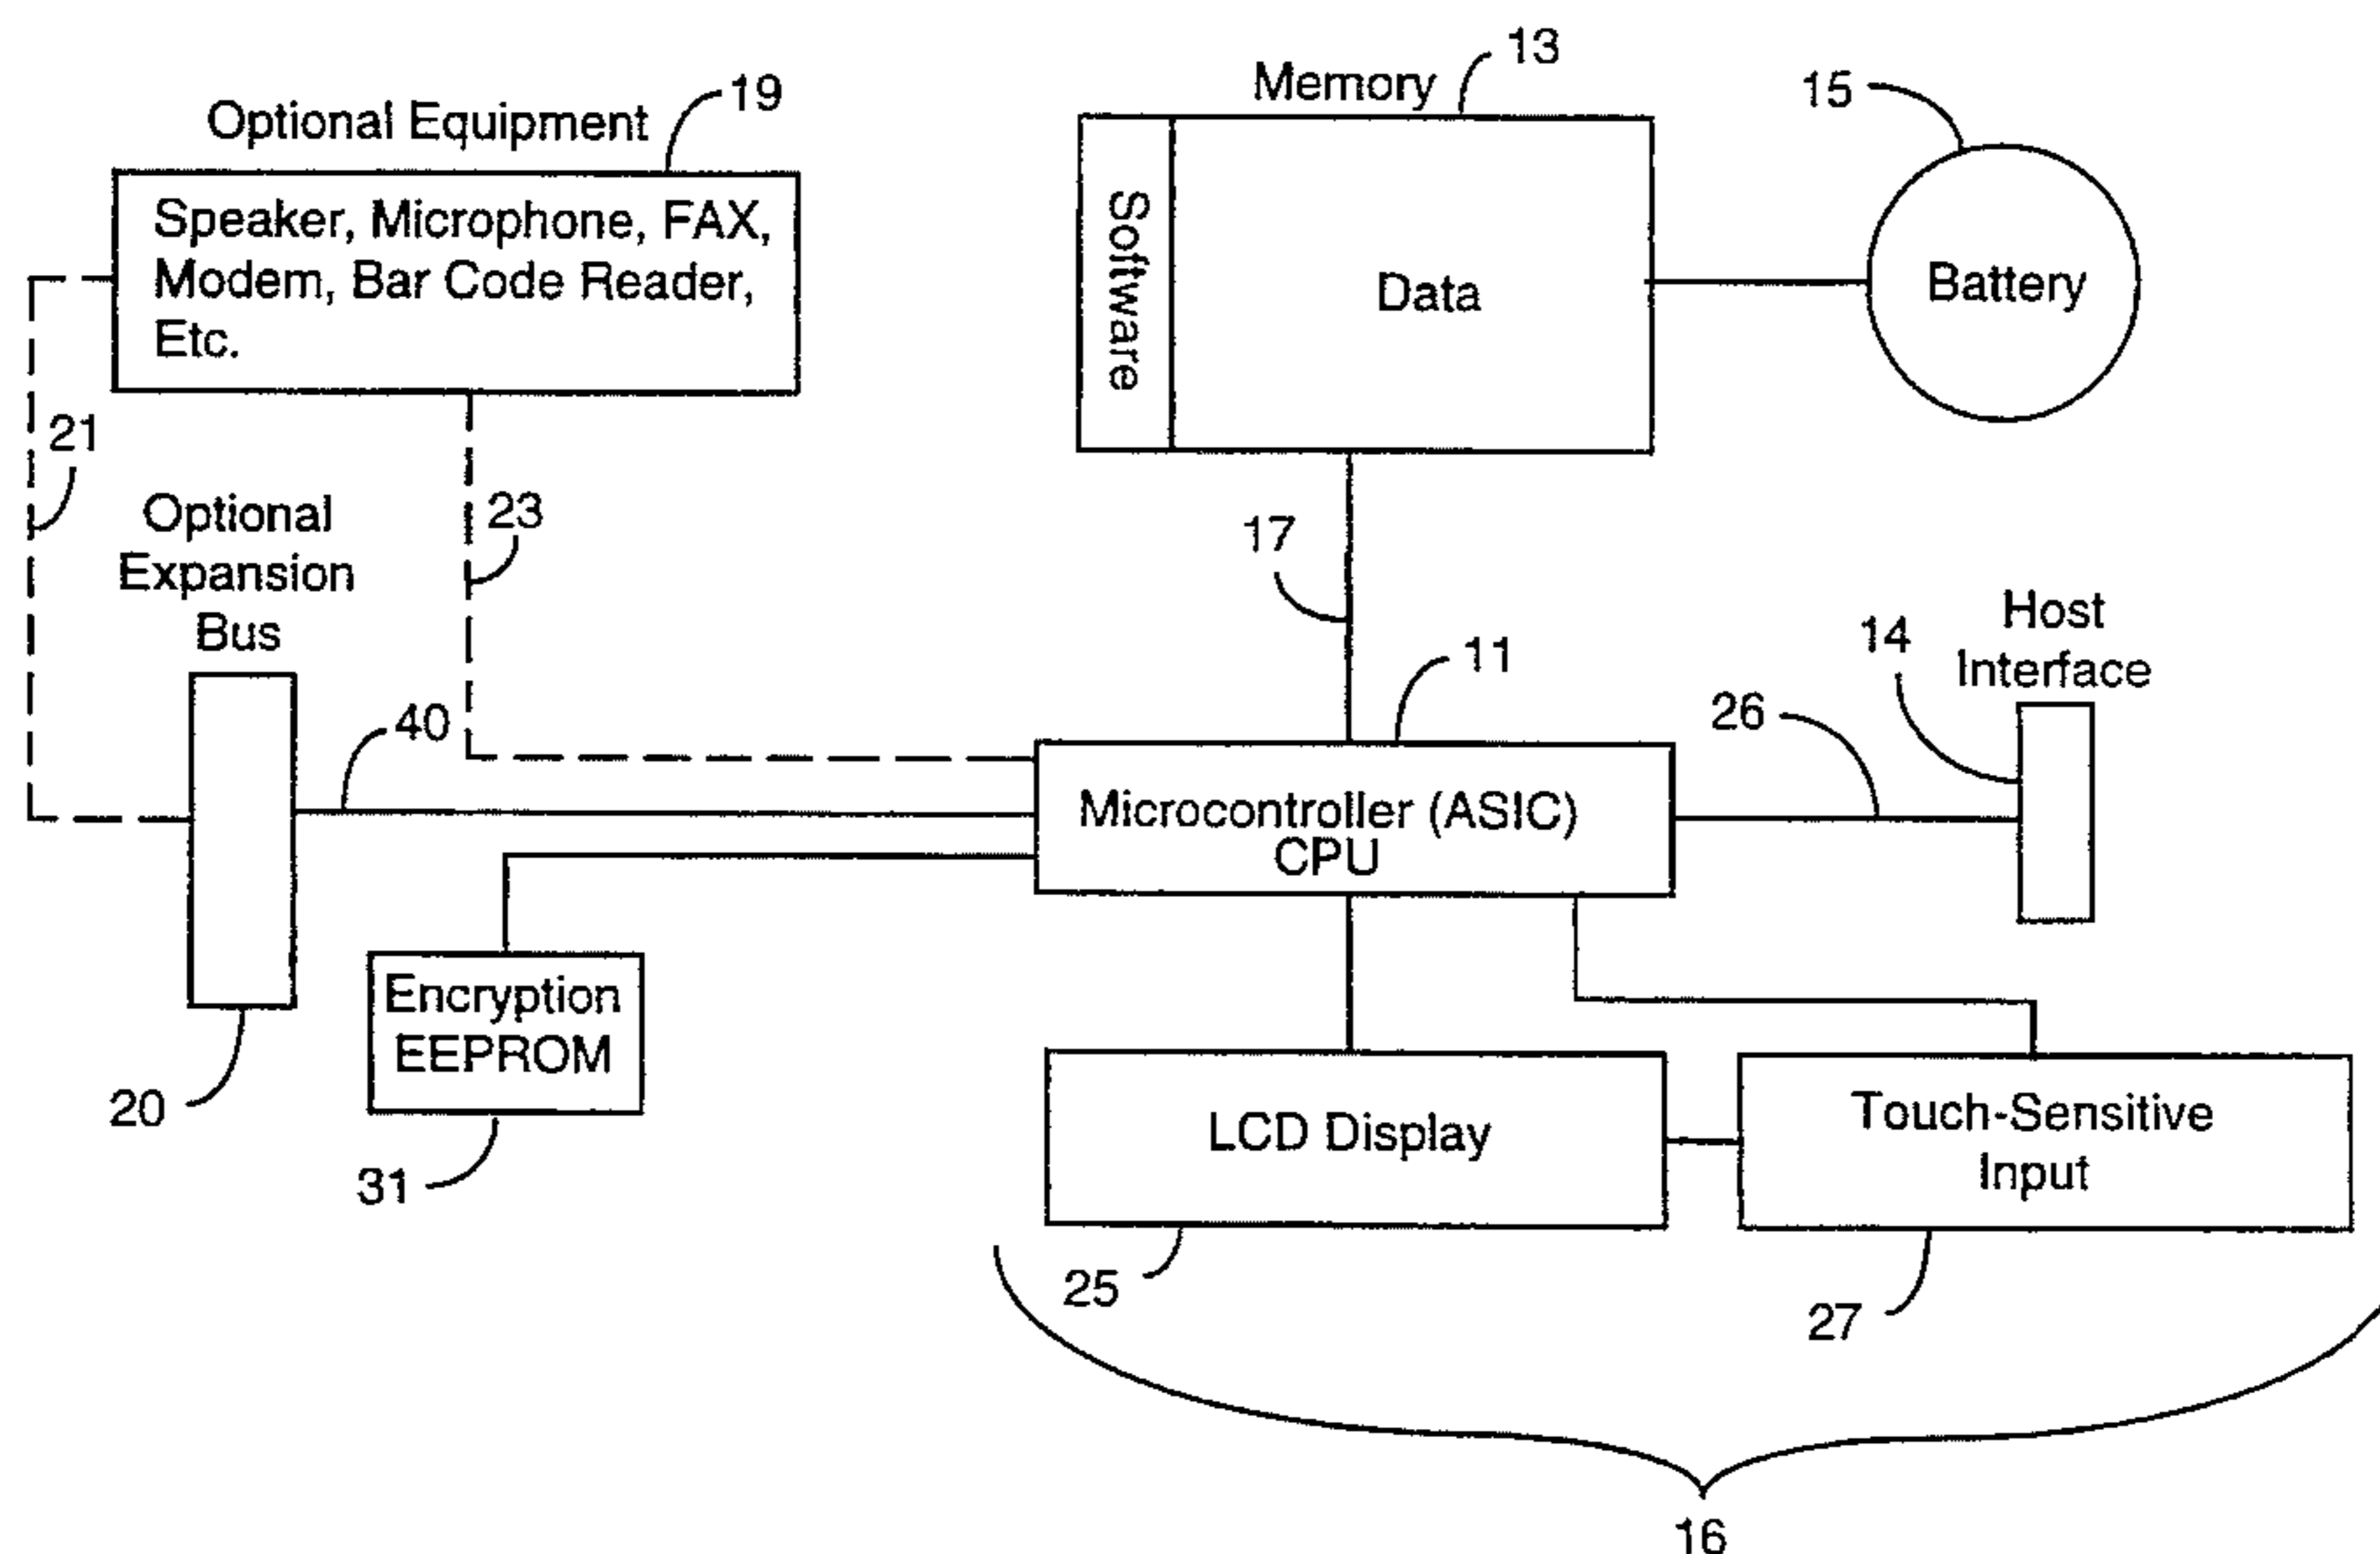 Optional Equipment
19
Speaker, Microphone, FAX,
Modem, Bar Code Reader,
Etc.
21
23
Optional
Expansion
Bus
40
20
Encryption
EEPROM
31
Memory
13
Software
Data
15
Battery
17
11
Microcontroller (ASIC)
CPU
26
14
Host
Interface
LCD Display
25
Touch-Sensitive
Input
27
16